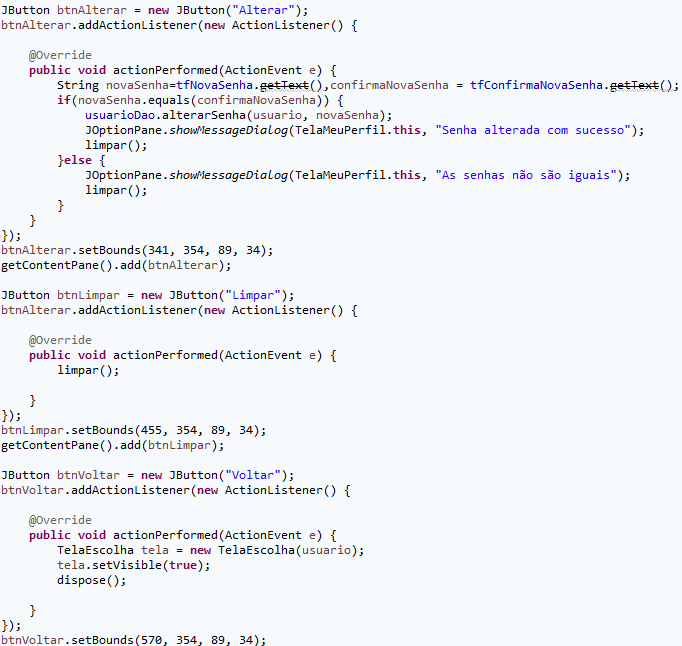 JButton btnAlterar = new JButton("Alterar");
btnAlterar.addActionListener(new ActionListener() {
@Override
public void actionPerformed(ActionEvent e) {
String novaSenha=tfNovaSenha.getText(),confirmaNovaSenha = tfConfirmaNovaSenha.getText();
if(novaSenha.equals(confirmaNovaSenha)) {
usuarioDao.alterarSenha(usuario, novaSenha);
JOptionPane.showMessageDialog(TelaMeuPerfil.this, "Senha alterada com sucesso");
limpar();
}else {
JOptionPane.showMessageDialog(TelaMeuPerfil.this, "As senhas não são iguais");
limpar();
}
}
});
btnAlterar.setBounds(341, 354, 89, 34);
getContentPane().add(btnAlterar);
JButton btnLimpar = new JButton("Limpar");
btnAlterar.addActionListener(new ActionListener() {
@Override
public void actionPerformed(ActionEvent e) {
limpar();
}
});
btnLimpar.setBounds(455, 354, 89, 34);
getContentPane().add(btnLimpar);
JButton btnVoltar = new JButton("Voltar");
btnVoltar.addActionListener(new ActionListener() {
@Override
public void actionPerformed(ActionEvent e) {
TelaEscolha tela = new TelaEscolha(usuario);
tela.setVisible(true);
dispose();
}
});
btnVoltar.setBounds(570, 354, 89, 34);